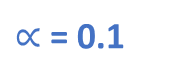 ∝ = 0.1